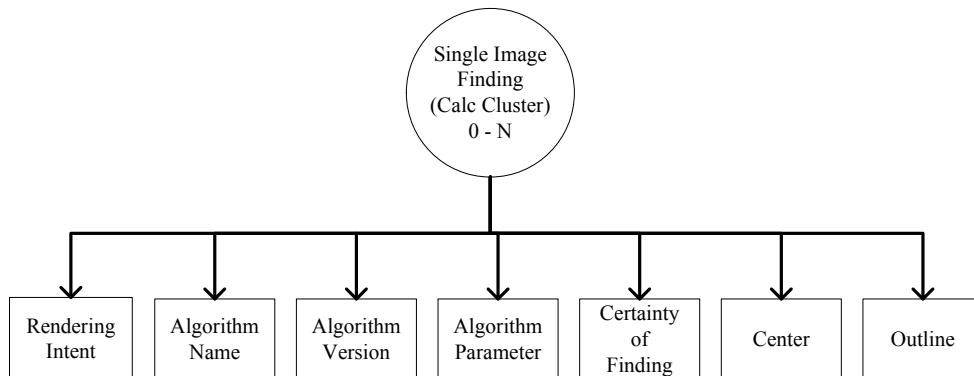 Single Image
Finding
(Calc Cluster)
0 - N
Rendering
Intent
Algorithm
Name
Algorithm
Version
Algorithm
Parameter
Certainty
of
Finding
Center
Outline